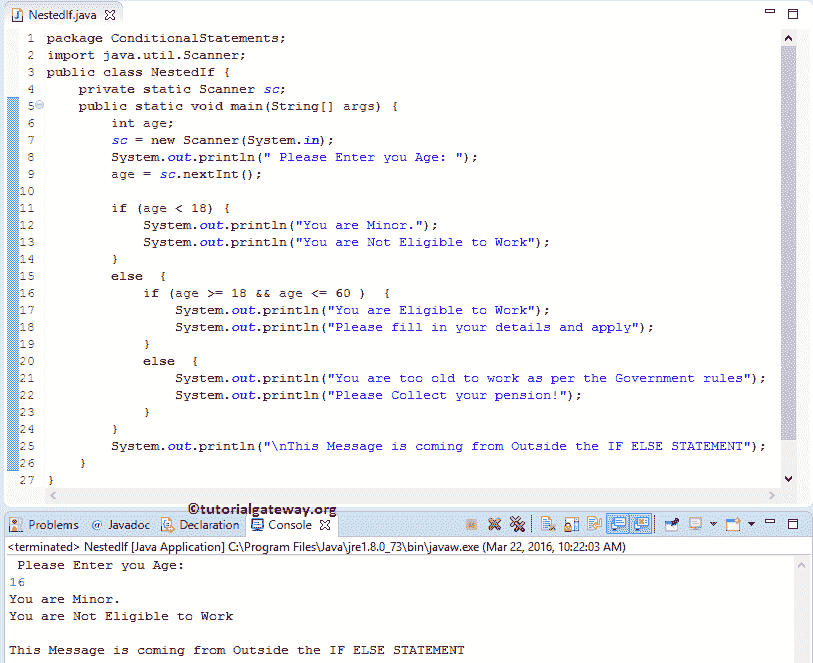 NestedIf.java
1 package ConditionalStatements;
2 import java.util.Scanner;
3 public class NestedIf {
4     private static Scanner sc;
5     public static void main(String[] args) {
6         int age;
7         sc = new Scanner(System.in);
8         System.out.println(" Please Enter you Age: ");
9         age = sc.nextInt();
10
11         if (age < 18) {
12             System.out.println("You are Minor.");
13             System.out.println("You are Not Eligible to Work");
14         }
15         else  {
16             if (age >= 18 && age <= 60 )  {
17                 System.out.println("You are Eligible to Work");
18                 System.out.println("Please fill in your details and apply");
19             }
20             else  {
21                 System.out.println("You are too old to work as per the Government rules");
22                 System.out.println("Please Collect your pension!");
23             }
24         }
25         System.out.println("\nThis Message is coming from Outside the IF ELSE STATEMENT");
26     }
27 }
©tutorialgateway.org
Problems @ Javadoc Declaration Console
<terminated> NestedIf [Java Application] C:\Program Files\Java\jre1.8.0_73\bin\javaw.exe (Mar 22, 2016, 10:22:03 AM)
Please Enter you Age:
16
You are Minor.
You are Not Eligible to Work
This Message is coming from Outside the IF ELSE STATEMENT